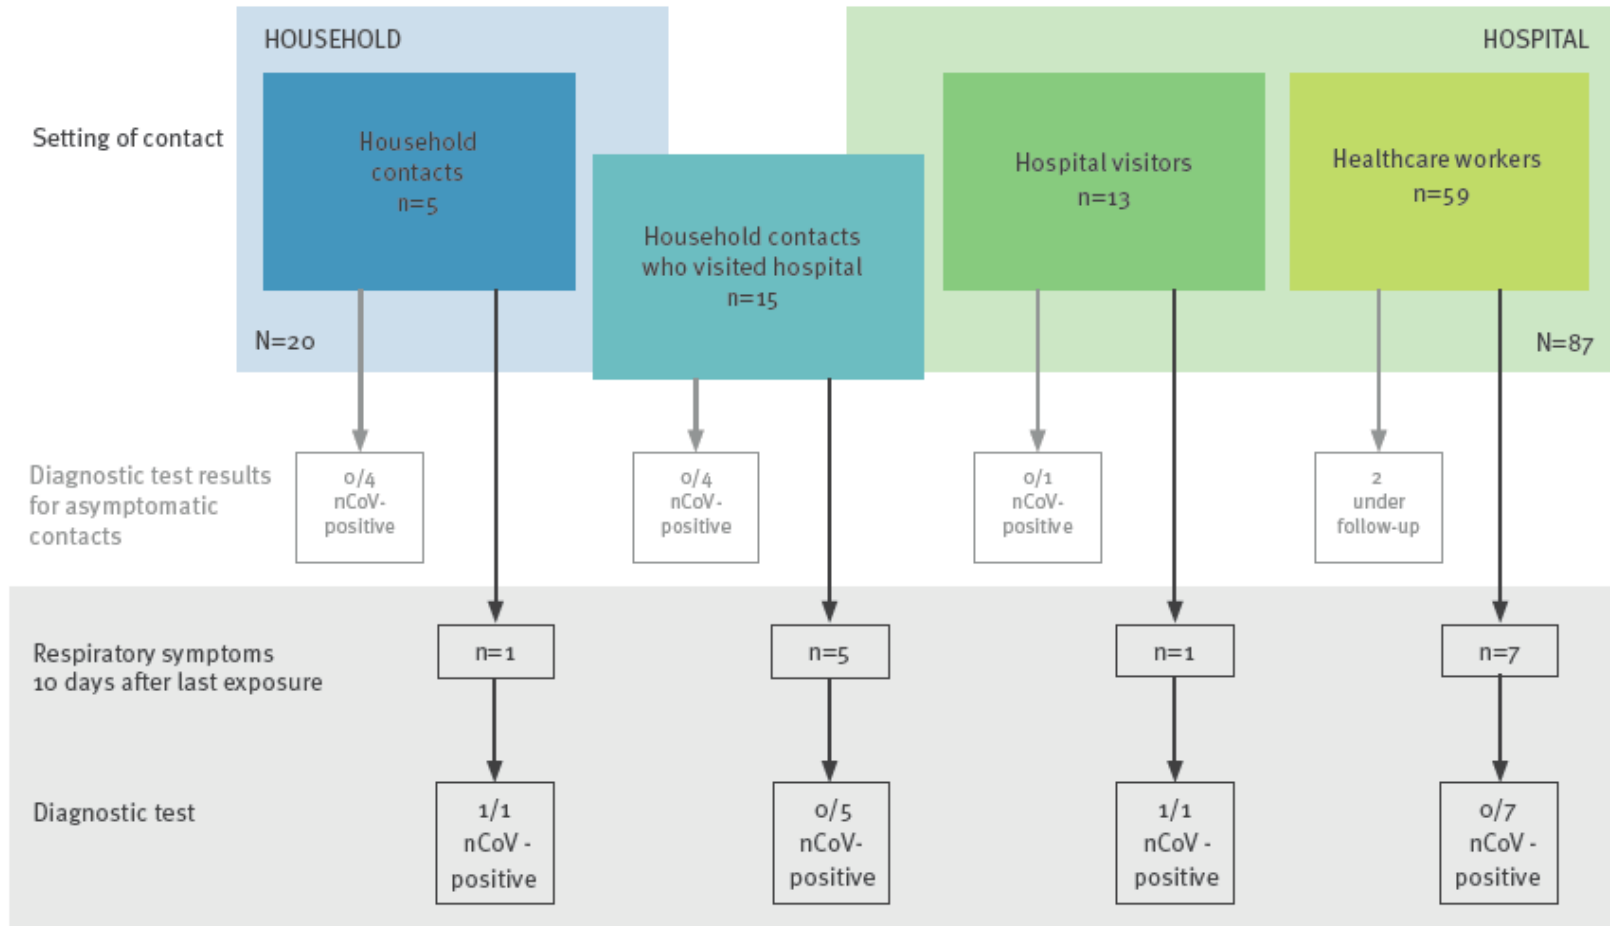 HOUSEHOLD
HOSPITAL
Setting of contact
Household
contacts
n=5
Household contacts
who visited hospital
n=15
Hospital visitors
n=13
Healthcare workers
n=59
N=20
N=87
Diagnostic test results
for asymptomatic
contacts
0/4
nCoV-
positive
0/4
nCoV-
positive
0/1
nCoV-
positive
2
under
follow-up
Respiratory symptoms
10 days after last exposure
n=1
n=5
n=1
n=7
Diagnostic test
1/1
nCoV -
positive
0/5
nCoV-
positive
1/1
nCoV -
positive
0/7
nCoV -
positive